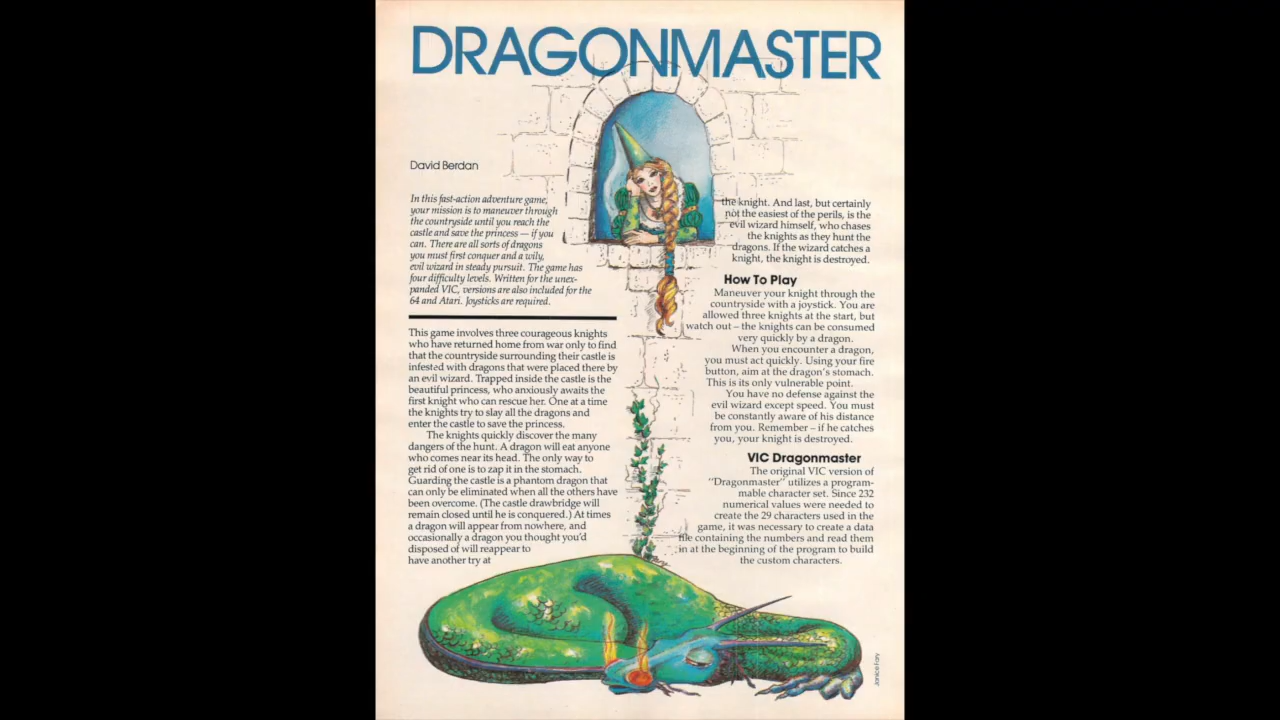 DRAGONMASTER
David Berdan
In this fast-action adventure game,
your mission is to maneuver through
the countryside until you reach the
castle and save the princess — if you
can. There are all sorts of dragons
you must first conquer and a wily,
evil wizard in steady pursuit. The game has
four difficulty levels. Written for the unex-
panded VIC, versions are also included for the
64 and Atari. Joysticks are required.
This game involves three courageous knights
who have returned home from war only to find
that the countryside surrounding their castle is
infested with dragons that were placed there by
an evil wizard. Trapped inside the castle is the
beautiful princess, who anxiously awaits the
first knight who can rescue her. One at a time
the knights try to slay all the dragons and
enter the castle to save the princess.
The knights quickly discover the many
dangers of the hunt. A dragon will eat anyone
who comes near its head. The only way to
get rid of one is to zap it in the stomach.
Guarding the castle is a phantom dragon that
can only be eliminated when all the others have
been overcome. (The castle drawbridge will
remain closed until he is conquered.) At times
a dragon will appear from nowhere, and
occasionally a dragon you thought you'd
disposed of will reappear to
have another try at
the knight. And last, but certainly
not the easiest of the perils, is the
evil wizard himself, who chases
the knights as they hunt the
dragons. If the wizard catches a
knight, the knight is destroyed.
How To Play
Maneuver your knight through the
countryside with a joystick. You are
allowed three knights at the start, but
watch out – the knights can be consumed
very quickly by a dragon.
When you encounter a dragon,
you must act quickly. Using your fire
button, aim at the dragon's stomach.
This is its only vulnerable point.
You have no defense against the
evil wizard except speed. You must
be constantly aware of his distance
from you. Remember – if he catches
you, your knight is destroyed.
VIC Dragonmaster
The original VIC version of
"Dragonmaster" utilizes a program-
mable character set. Since 232
numerical values were needed to
create the 29 characters used in the
game, it was necessary to create a data
file containing the numbers and read them
in at the beginning of the program to build
the custom characters.
Janice Fary